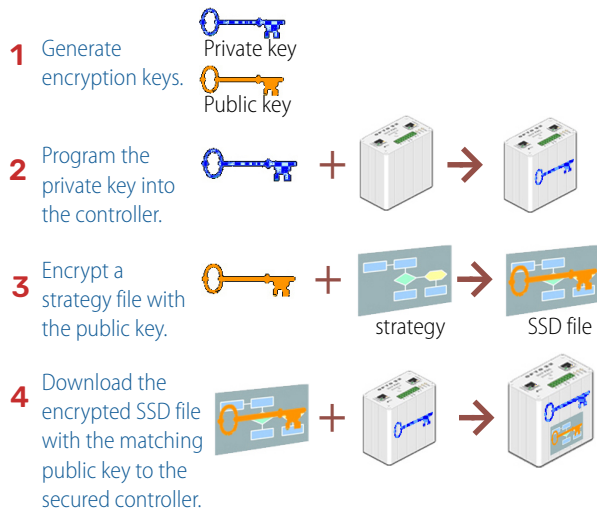 1 Generate
encryption keys.
Private key
Public key
2 Program the
private key into
the controller.
3 Encrypt a
strategy file with
the public key.
strategy
SSD file
4 Download the
encrypted SSD file
with the matching
public key to the
secured controller.